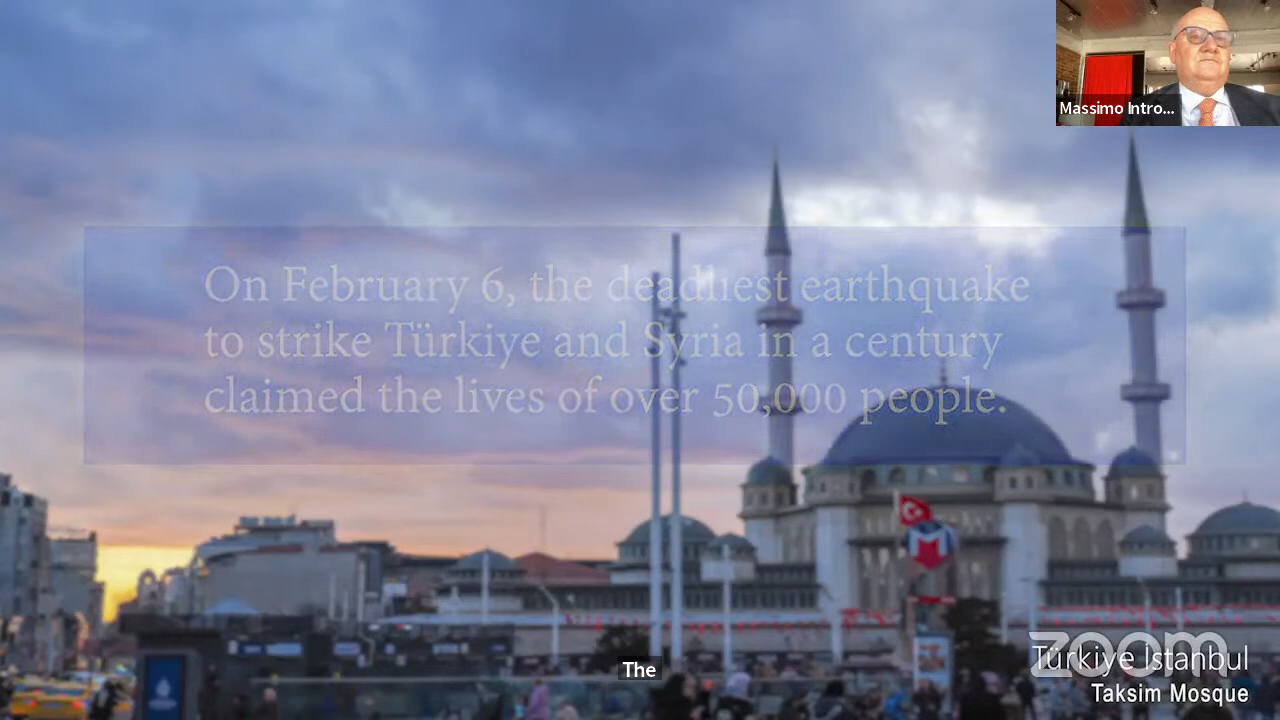 Massimo Intro...
On February 6, the deadliest earthquake
to strike Türkiye and Syria in a century
claimed the lives of over 50,000 people.
The
zoom
Türkiye Istanbul
Taksim Mosque